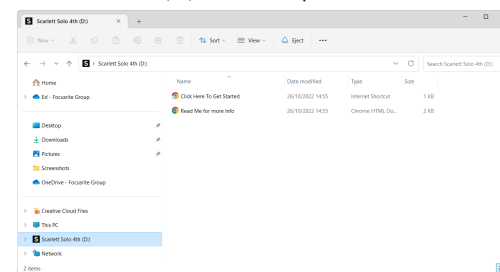 Scarlett Solo 4th (D:)
New
Sort
View
Eject
Scarlett Solo 4th (D:)
Search Scarlett Solo 4th (D:)
Name
Date modified
Type
Size
Home
Ed - Focusrite Group
Click Here To Get Started
26/10/2022 14:55
Internet Shortcut
1 KB
Read Me for more Info
26/10/2022 14:55
Chrome HTML Do...
2 KB
Desktop
Downloads
Pictures
Screenshots
OneDrive - Focusrite Group
Creative Cloud Files
This PC
Scarlett Solo 4th (D:)
Network
2 items